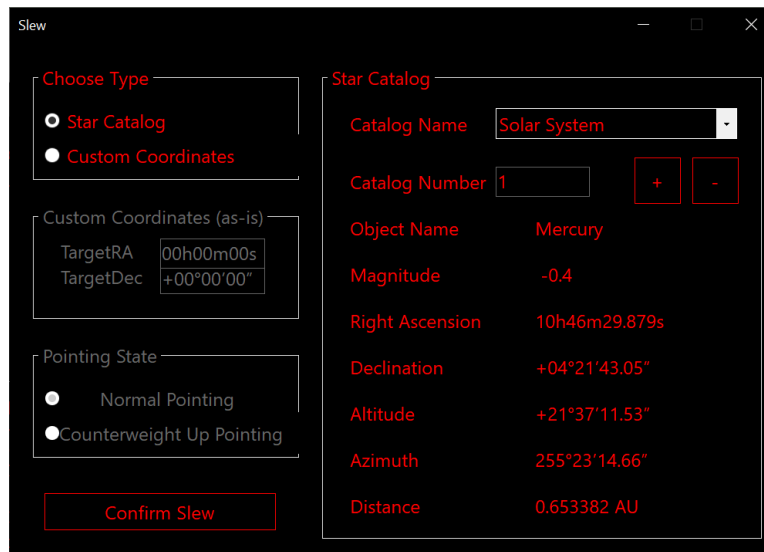 Slew
Choose Type
Star Catalog
Custom Coordinates
Custom Coordinates (as-is)
TargetRA 00h00m00s
TargetDec +00°00′00″
Pointing State
Normal Pointing
Counterweight Up Pointing
Confirm Slew
Star Catalog
Catalog Name Solar System
Catalog Number 1 + -
Object Name Mercury
Magnitude -0.4
Right Ascension 10h46m29.879s
Declination +04°21′43.05″
Altitude +21°37′11.53″
Azimuth 255°23′14.66″
Distance 0.653382 AU